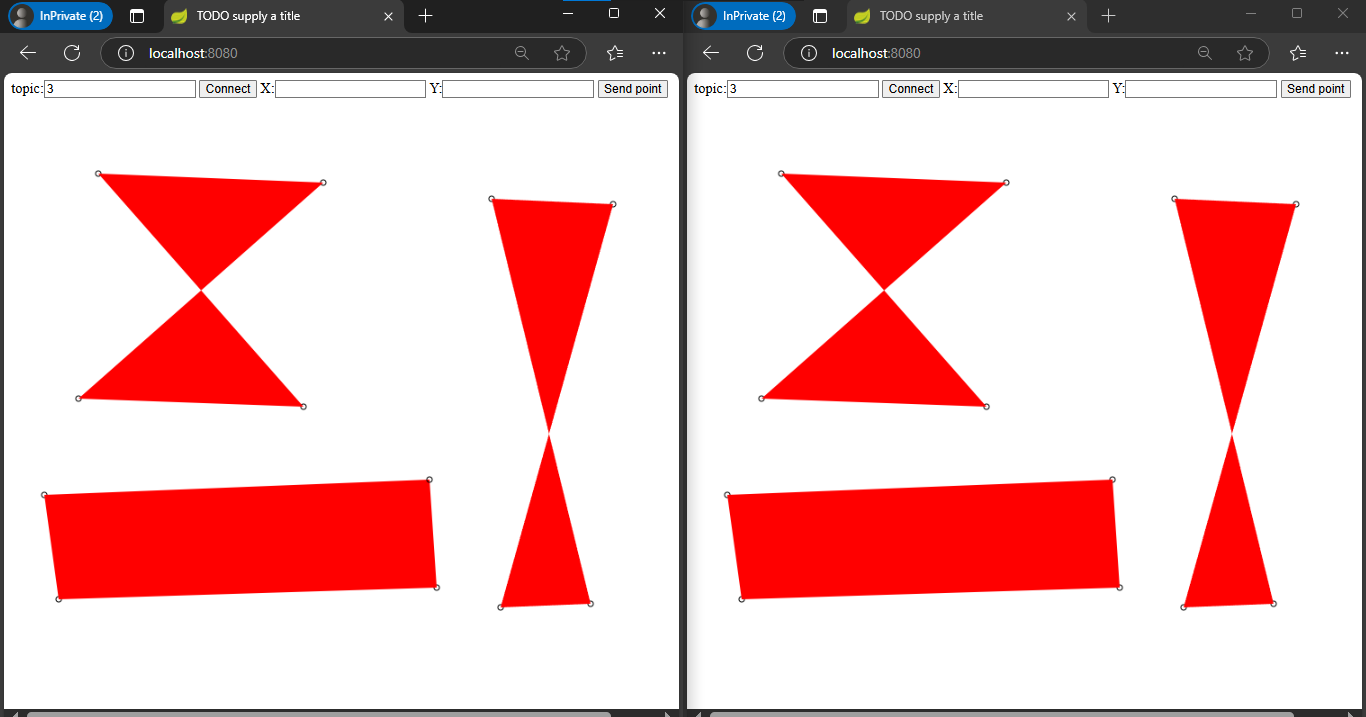 InPrivate (2) TODO supply a title
localhost:8080
topic:3 Connect X: Y: Send point
InPrivate (2) TODO supply a title
localhost:8080
topic:3 Connect X: Y: Send point